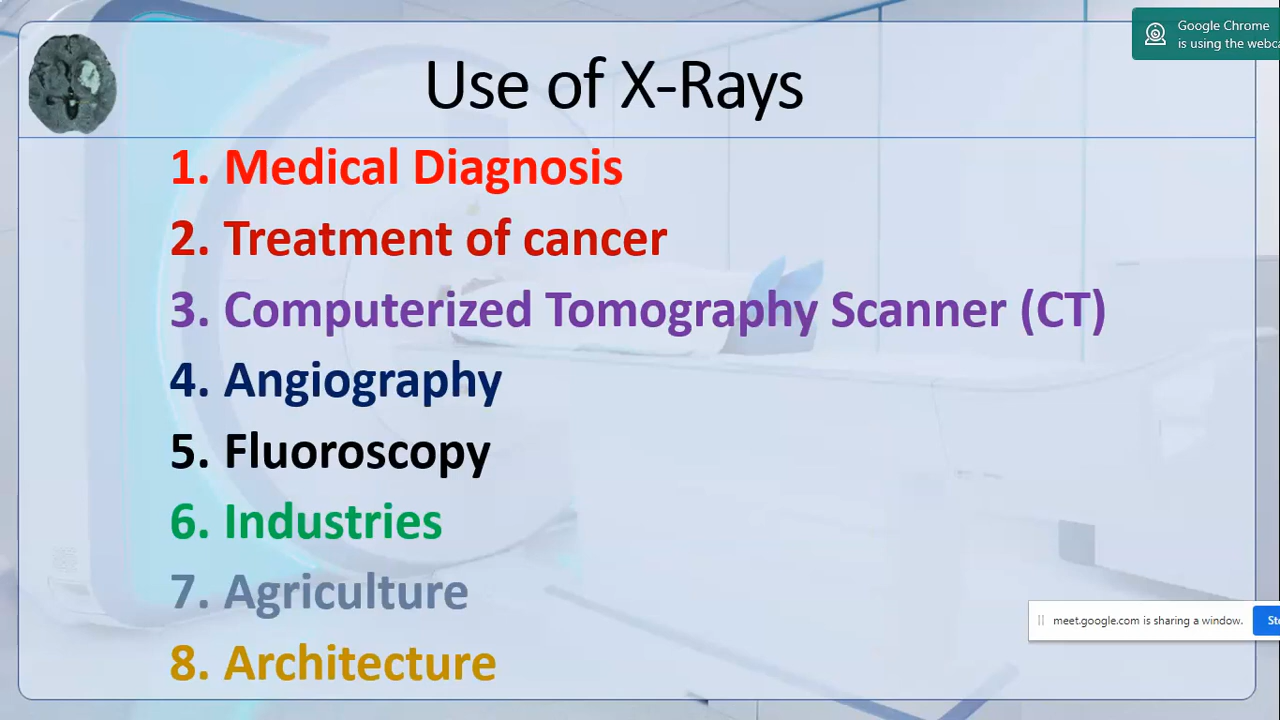 Google Chrome
is using the webc
Use of X-Rays
1. Medical Diagnosis
2. Treatment of cancer
3. Computerized Tomography Scanner (CT)
4. Angiography
5. Fluoroscopy
6. Industries
7. Agriculture
meet.google.com is sharing a window.
8. Architecture